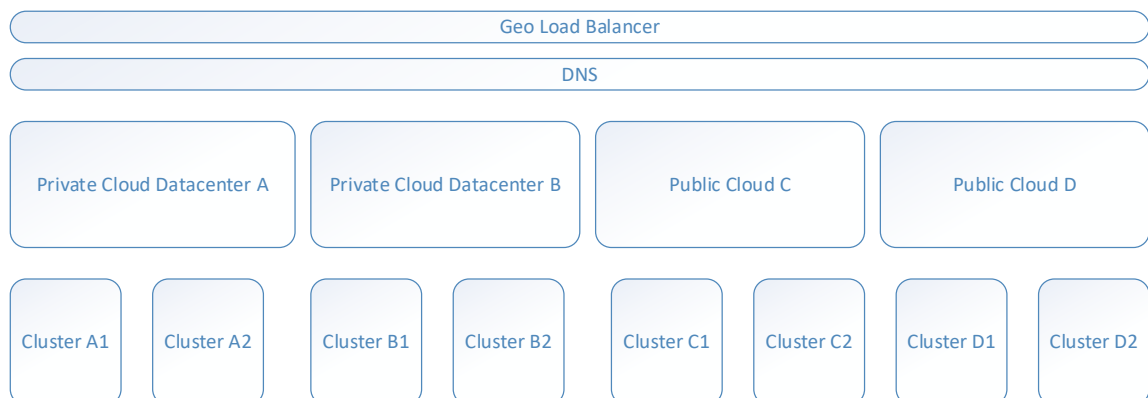 Geo Load Balancer
DNS
Private Cloud Datacenter A
Private Cloud Datacenter B
Public Cloud C
Public Cloud D
Cluster A1
Cluster A2
Cluster B1
Cluster B2
Cluster C1
Cluster C2
Cluster D1
Cluster D2